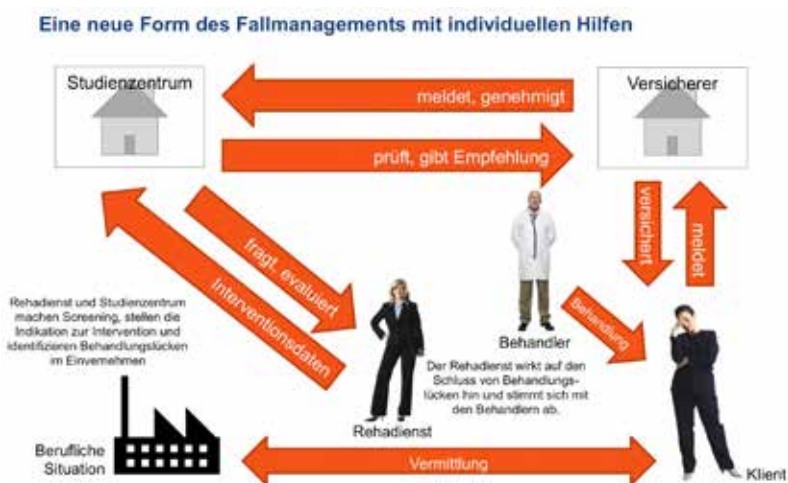 Eine neue Form des Fallmanagements mit individuellen Hilfen
Studienzentrum
Versicherer
meldet, genehmigt
prüft, gibt Empfehlung
versichert
meldet
fragt, evaluiert
Interventionsdaten
Rehadienst und Studienzentrum
machen Screening, stellen die
Indikation zur Intervention und
identifizieren Behandlungslücken
im Einvernehmen
Behandler
Behandlung
Der Rehadienst wirkt auf den
Schluss von Behandlungs-
lücken hin und stimmt sich mit
den Behandlern ab.
Rehadienst
Berufliche
Situation
Vermittlung
Klient